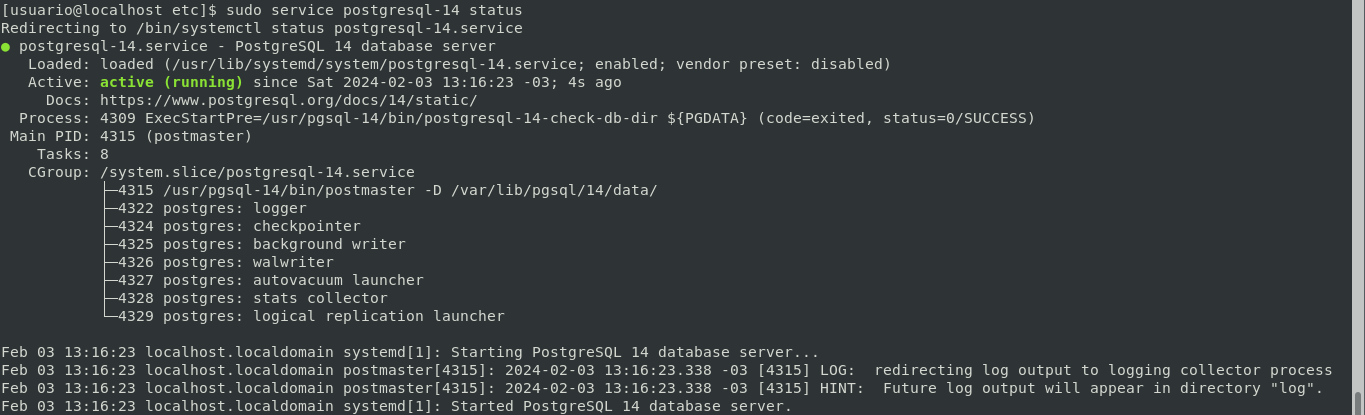 [usuario@localhost etc]$ sudo service postgresql-14 status
Redirecting to /bin/systemctl status postgresql-14.service
● postgresql-14.service - PostgreSQL 14 database server
   Loaded: loaded (/usr/lib/systemd/system/postgresql-14.service; enabled; vendor preset: disabled)
   Active: active (running) since Sat 2024-02-03 13:16:23 -03; 4s ago
     Docs: https://www.postgresql.org/docs/14/static/
  Process: 4309 ExecStartPre=/usr/pgsql-14/bin/postgresql-14-check-db-dir ${PGDATA} (code=exited, status=0/SUCCESS)
 Main PID: 4315 (postmaster)
    Tasks: 8
   CGroup: /system.slice/postgresql-14.service
           ├─4315 /usr/pgsql-14/bin/postmaster -D /var/lib/pgsql/14/data/
           ├─4322 postgres: logger
           ├─4324 postgres: checkpointer
           ├─4325 postgres: background writer
           ├─4326 postgres: walwriter
           ├─4327 postgres: autovacuum launcher
           ├─4328 postgres: stats collector
           └─4329 postgres: logical replication launcher

Feb 03 13:16:23 localhost.localdomain systemd[1]: Starting PostgreSQL 14 database server...
Feb 03 13:16:23 localhost.localdomain postmaster[4315]: 2024-02-03 13:16:23.338 -03 [4315] LOG:  redirecting log output to logging collector process
Feb 03 13:16:23 localhost.localdomain postmaster[4315]: 2024-02-03 13:16:23.338 -03 [4315] HINT:  Future log output will appear in directory "log".
Feb 03 13:16:23 localhost.localdomain systemd[1]: Started PostgreSQL 14 database server.